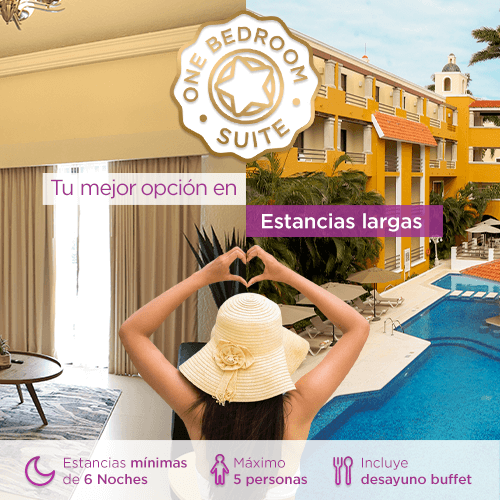 ONE BEDROOM
SUITE
Tu mejor opción en
Estancias largas
Estancias mínimas
de 6 Noches
Máximo
5 personas
Incluye
desayuno buffet